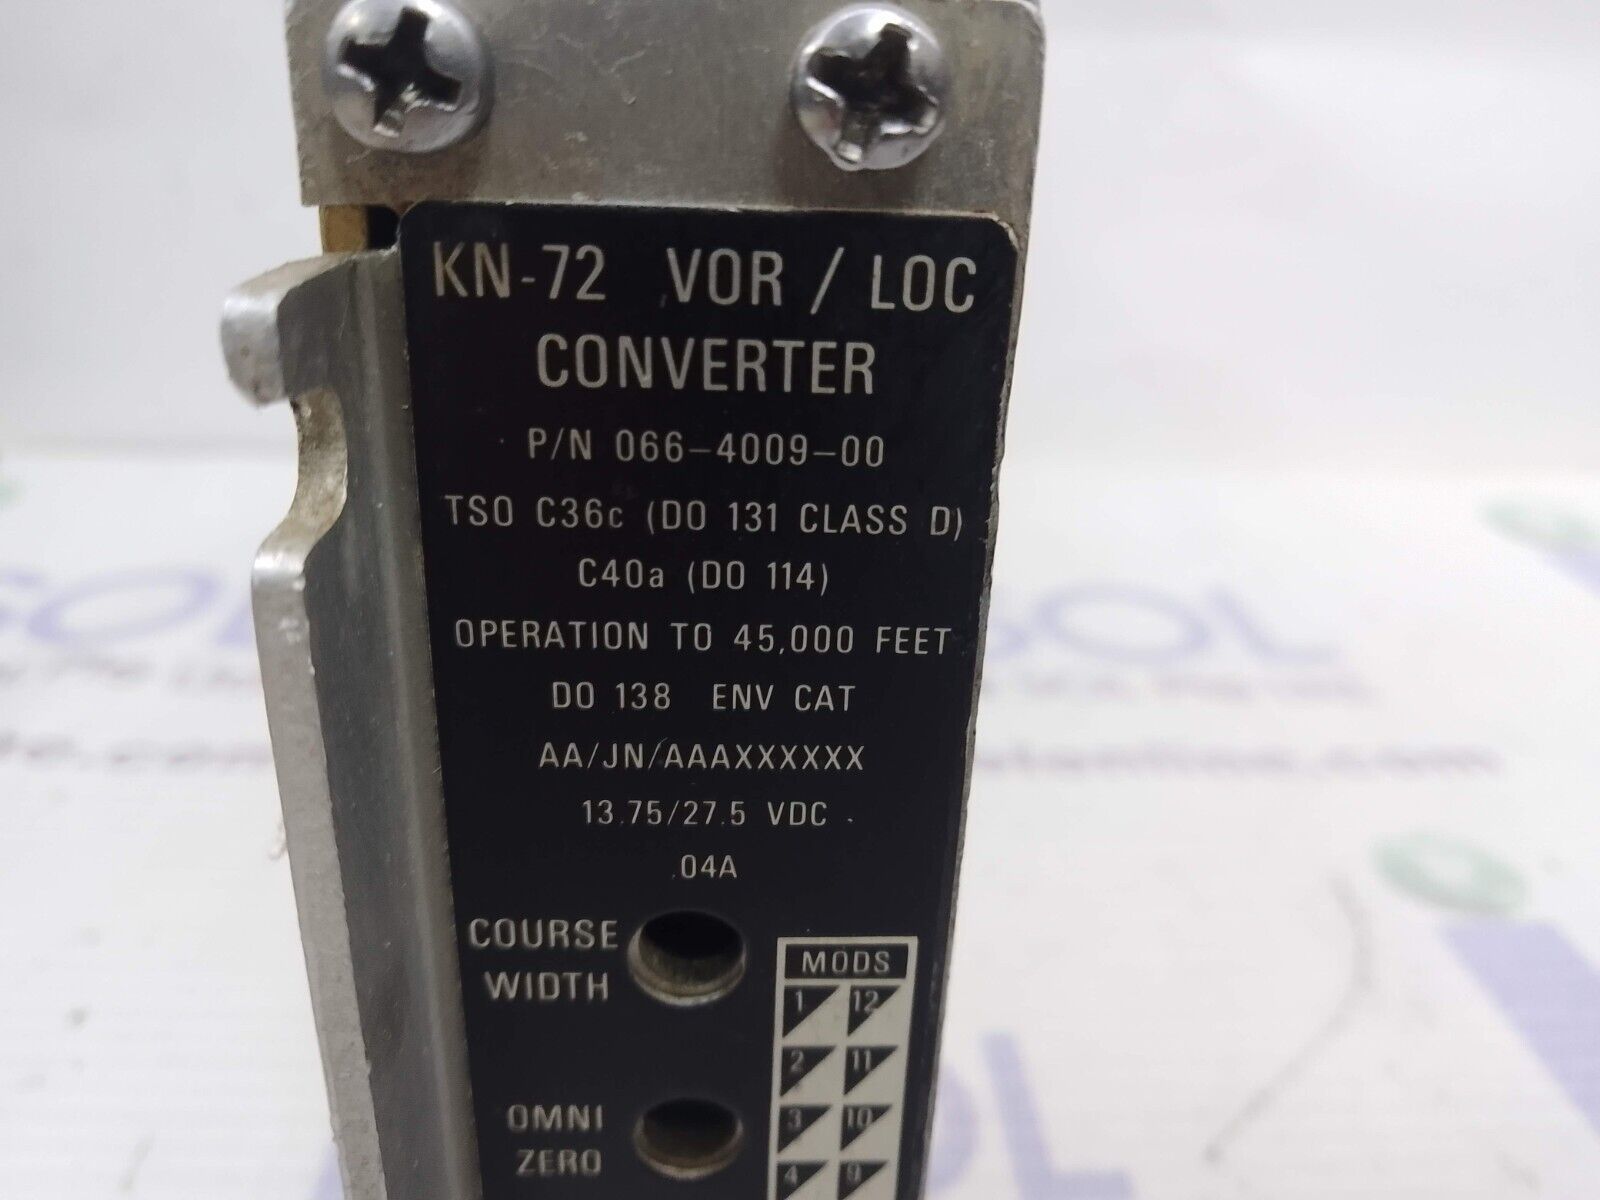 KN-72 VOR / LOC
CONVERTER
P/N 066-4009-00
TSO C36c (DO 131 CLASS D)
C40a (DO 114)
OPERATION TO 45,000 FEET
DO 138 ENV CAT
AA/JN/AAAXXXXXX
13.75/27.5 VDC
.04A
COURSE
WIDTH
MODS
1 12
2 11
3 10
4 9
OMNI
ZERO